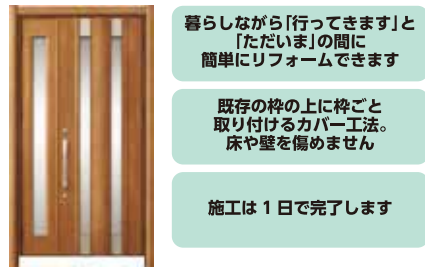 暮らしながら「行ってきます」と
「ただいま」の間に
簡単にリフォームできます
既存の枠の上に枠ごと
取り付けるカバー工法。
床や壁を傷めません
施工は1日で完了します